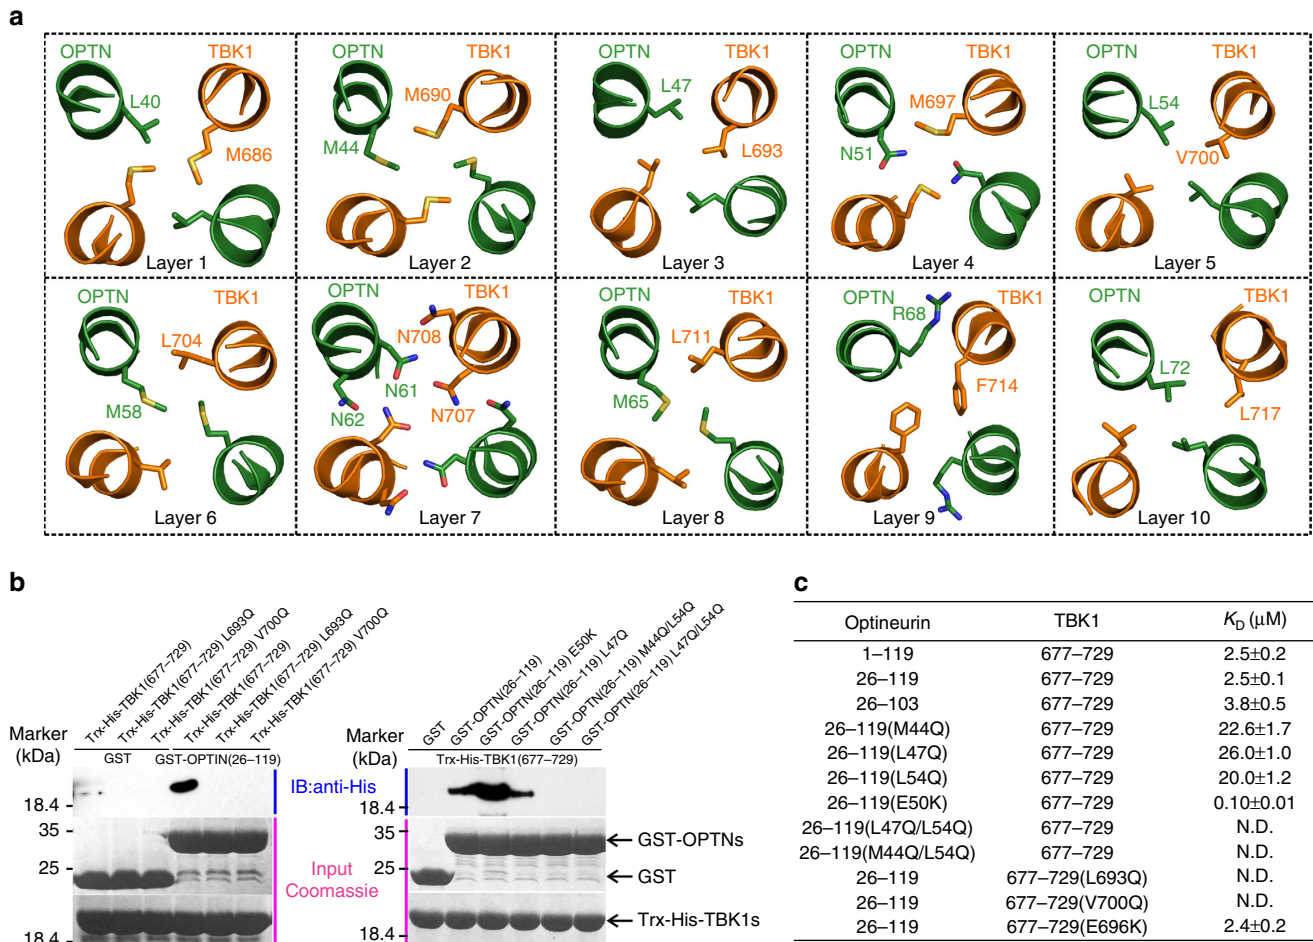 a
OPTN TBK1
L40
M686
Layer 1
OPTN TBK1
M690
M44
Layer 2
OPTN TBK1
L47
L693
Layer 3
OPTN TBK1
M697
N51
Layer 4
OPTN TBK1
L54
V700
Layer 5
OPTN TBK1
L704
M58
Layer 6
OPTN TBK1
N708
N61
N62 N707
Layer 7
OPTN TBK1
L711
M65
Layer 8
OPTN TBK1
R68
F714
Layer 9
OPTN TBK1
L72
L717
Layer 10
b
Trx-His-TBK1(677–729)
Trx-His-TBK1(677–729) L693Q
Trx-His-TBK1(677–729) V700Q
Trx-His-TBK1(677–729)
Trx-His-TBK1(677–729) L693Q
Trx-His-TBK1(677–729) V700Q
Marker
(kDa)
GST GST-OPTIN(26–119)
18.4
35
25
18.4
IB:anti-His
Input
Coomassie
GST
GST-OPTN(26–119)
GST-OPTN(26–119) E50K
GST-OPTN(26–119) L47Q
GST-OPTN(26–119) M44Q/L54Q
GST-OPTN(26–119) L47Q/L54Q
Marker
(kDa)
Trx-His-TBK1(677–729)
18.4
35
25
18.4
GST-OPTNs
GST
Trx-His-TBK1s
c
Optineurin TBK1 KD (μM)
1–119 677–729 2.5±0.2
26–119 677–729 2.5±0.1
26–103 677–729 3.8±0.5
26–119(M44Q) 677–729 22.6±1.7
26–119(L47Q) 677–729 26.0±1.0
26–119(L54Q) 677–729 20.0±1.2
26–119(E50K) 677–729 0.10±0.01
26–119(L47Q/L54Q) 677–729 N.D.
26–119(M44Q/L54Q) 677–729 N.D.
26–119 677–729(L693Q) N.D.
26–119 677–729(V700Q) N.D.
26–119 677–729(E696K) 2.4±0.2